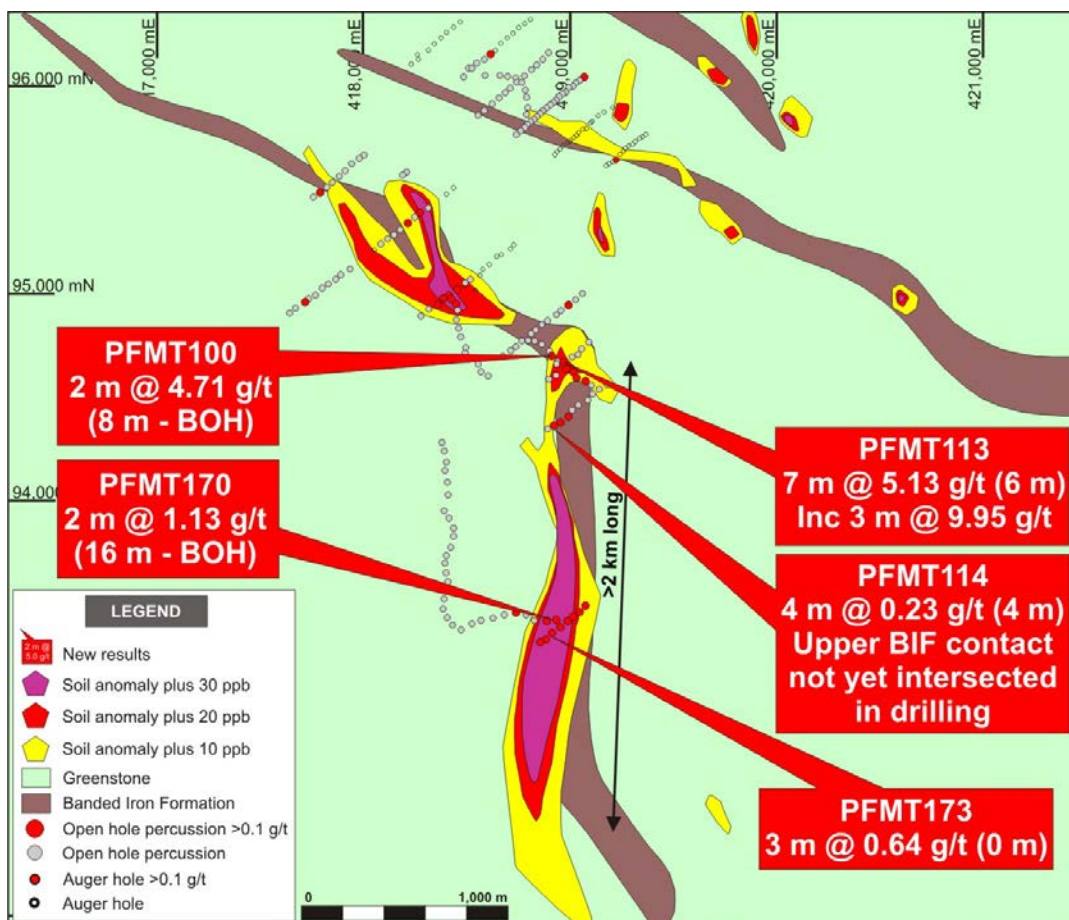 17,000 mE
418,000 mE
419,000 mE
420,000 mE
421,000 mE
96,000 mN
95,000 mN
94,000
PFMT100
2 m @ 4.71 g/t
(8 m - BOH)
PFMT170
2 m @ 1.13 g/t
(16 m - BOH)
>2 km long
PFMT113
7 m @ 5.13 g/t (6 m)
Inc 3 m @ 9.95 g/t
PFMT114
4 m @ 0.23 g/t (4 m)
Upper BIF contact
not yet intersected
in drilling
PFMT173
3 m @ 0.64 g/t (0 m)
LEGEND
2 m @
5.0 g/t
New results
Soil anomaly plus 30 ppb
Soil anomaly plus 20 ppb
Soil anomaly plus 10 ppb
Greenstone
Banded Iron Formation
Open hole percussion >0.1 g/t
Open hole percussion
Auger hole >0.1 g/t
Auger hole
0
1,000 m